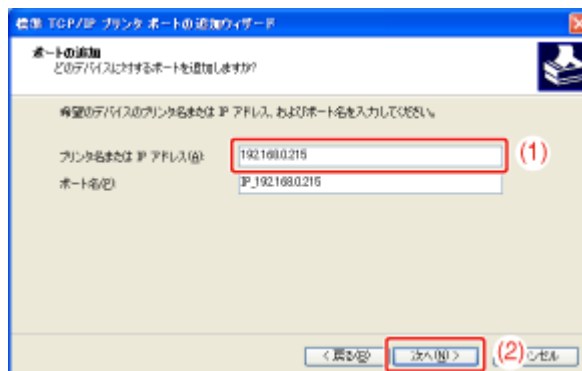 標準 TCP/IP プリンタ ポートの追加ウィザード
ポートの追加
どのデバイスに対するポートを追加しますか?
希望のデバイスのプリンタ名または IP アドレス、およびポート名を入力してください。
プリンタ名または IP アドレス(A): 192.168.0.215 (1)
ポート名(P): IP_192.168.0.215
< 戻る(B) 次へ(N) > (2) ンセル